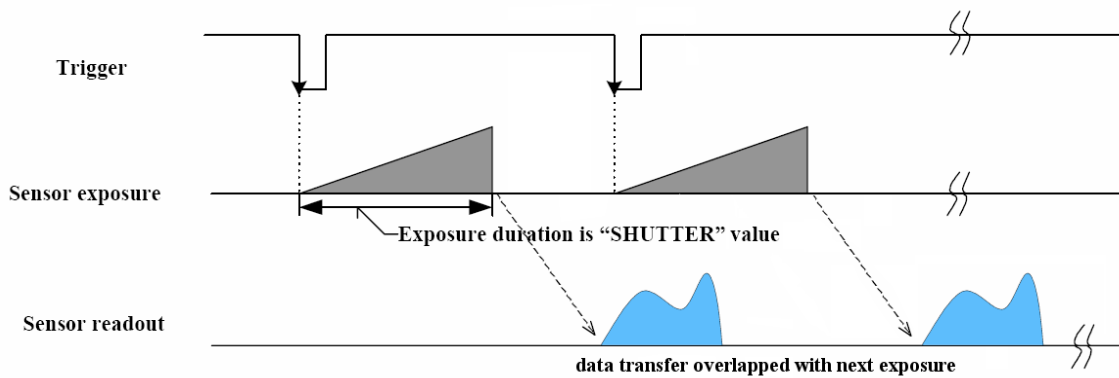 Trigger
Sensor exposure
Exposure duration is “SHUTTER” value
Sensor readout
data transfer overlapped with next exposure